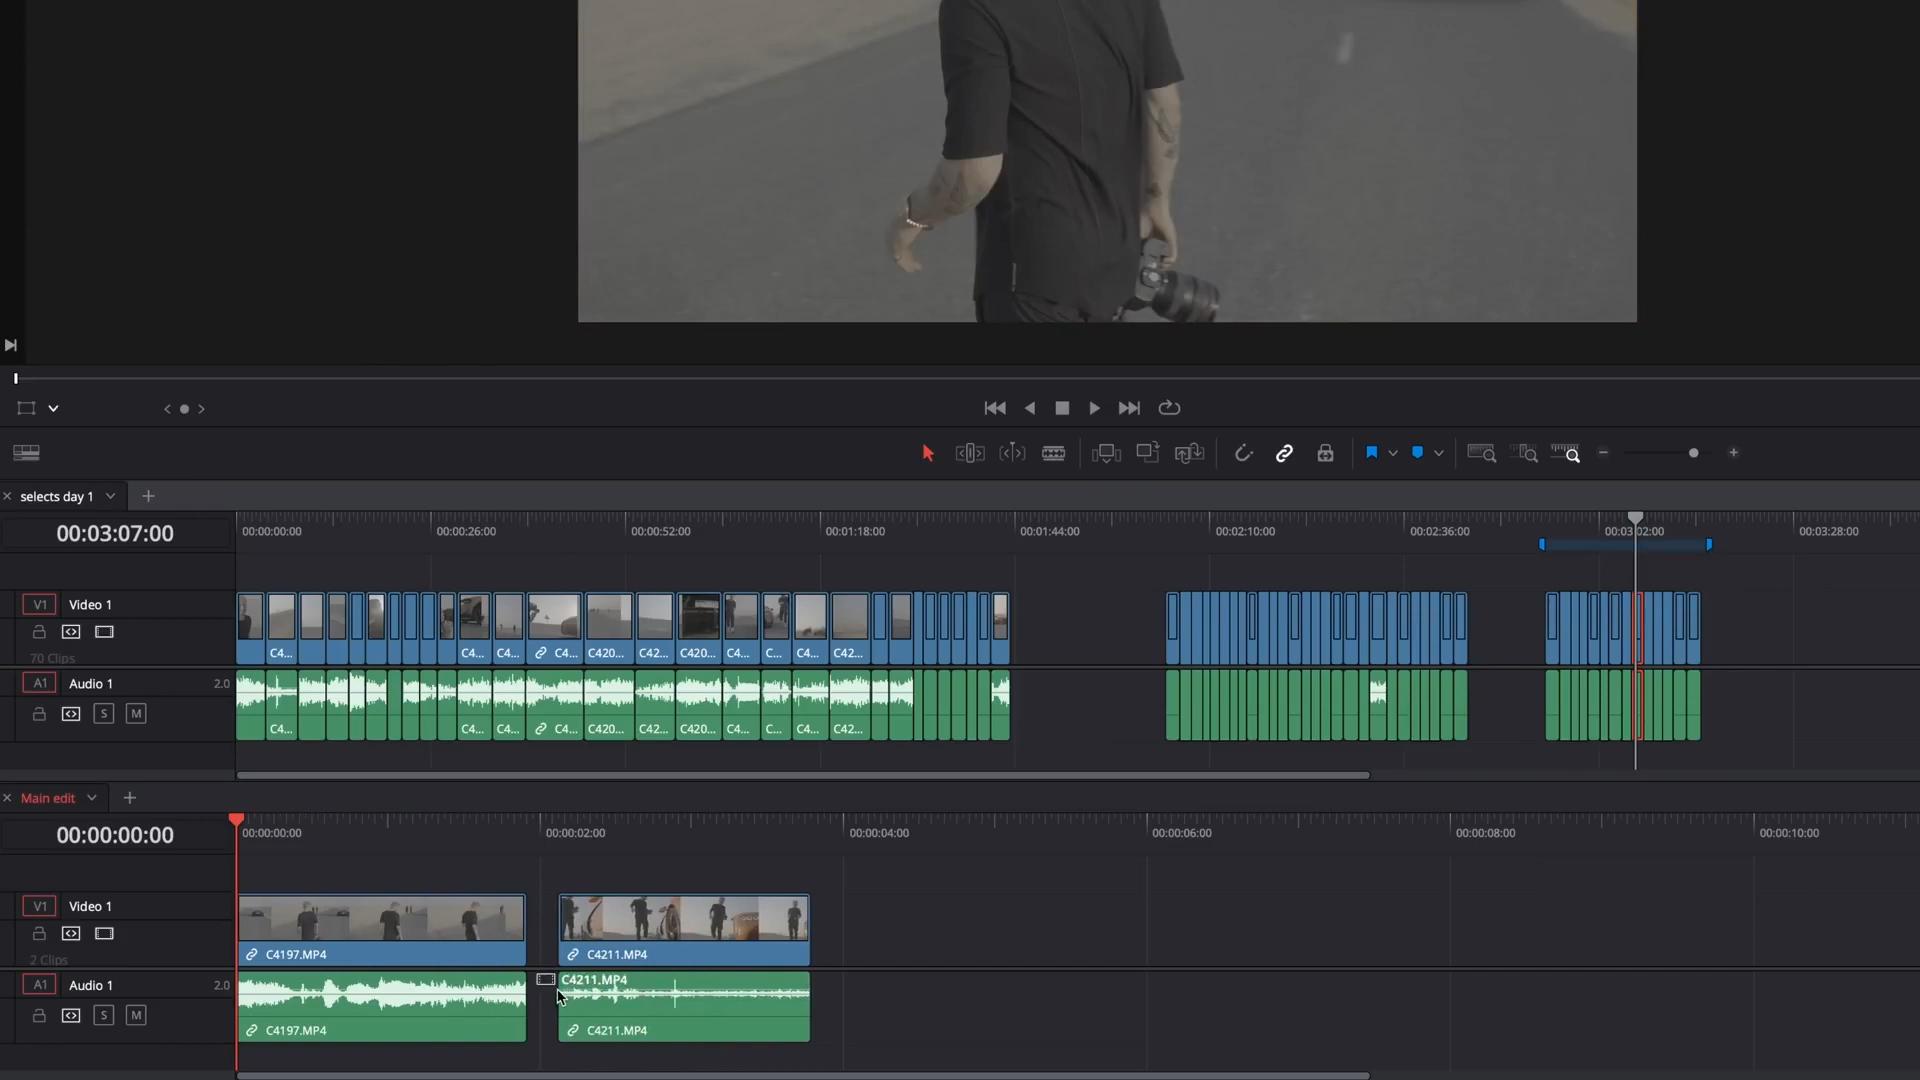 selects day 1
00:03:07:00
00:00:00:00
00:00:26:00
00:00:52:00
00:01:18:00
00:01:44:00
00:02:10:00
00:02:36:00
00:03:02:00
00:03:28:00
V1 Video 1
70 Clips
C4...
C4...
C4...
C4...
C420...
C42...
C420...
C4...
C...
C4...
C42...
A1 Audio 1 2.0
S M
C4...
C4...
C4...
C4...
C420...
C42...
C420...
C4...
C...
C4...
C42...
Main edit
00:00:00:00
00:00:00:00
00:00:02:00
00:00:04:00
00:00:06:00
00:00:08:00
00:00:10:00
V1 Video 1
2 Clips
C4197.MP4
C4211.MP4
A1 Audio 1 2.0
C4211.MP4
S M
C4197.MP4
C4211.MP4